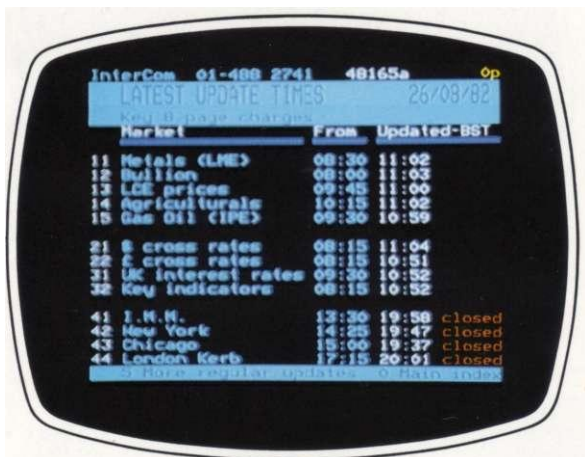 InterCom 01-488 2741 48165a 0p
LATEST UPDATE TIMES 26/08/82
Key 8 page charges
Market From Updated-BST
11 Metals (LME) 08:30 11:02
12 Bullion 08:00 11:03
13 LCE prices 09:45 11:00
14 Agriculturals 10:15 11:02
15 Gas Oil (IPE) 09:30 10:59
21 $ cross rates 08:15 11:04
22 £ cross rates 08:15 10:51
31 UK interest rates 09:30 10:52
32 Key indicators 08:15 10:52
41 I.M.M. 13:30 19:58 closed
42 New York 14:25 19:47 closed
43 Chicago 15:00 19:37 closed
44 London Kerb 17:15 20:01 closed
5 More regular updates 0 Main index